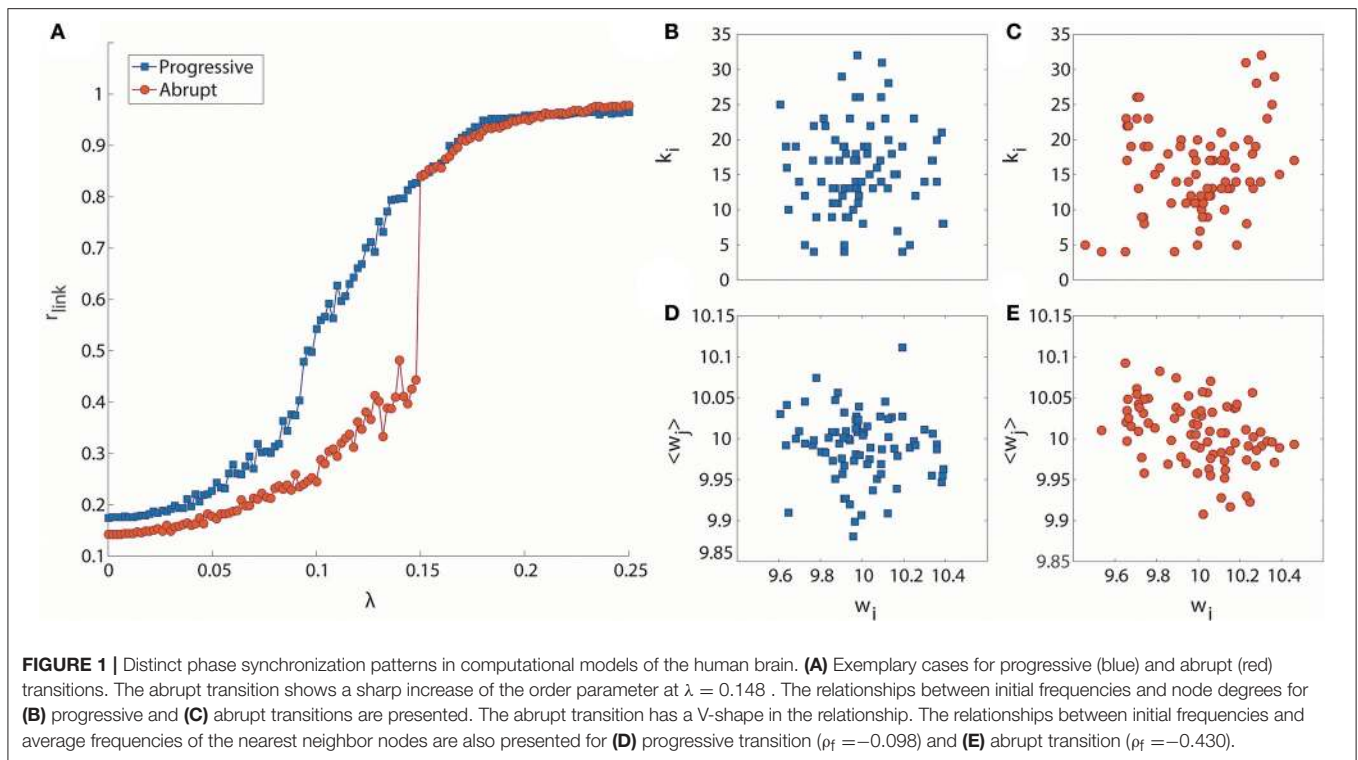 A
Progressive
Abrupt
1
0.9
0.8
0.7
0.6
0.5
0.4
0.3
0.2
0.1
r_link
0 0.05 0.1 0.15 0.2 0.25
λ
B
35
30
25
20
15
10
5
0
k_i
C
35
30
25
20
15
10
5
0
k_i
D
10.15
10.1
10.05
10
9.95
9.9
9.85
<w_j>
9.6 9.8 10 10.2 10.4
w_i
E
10.15
10.1
10.05
10
9.95
9.9
9.85
<w_j>
9.6 9.8 10 10.2 10.4
w_i
FIGURE 1 | Distinct phase synchronization patterns in computational models of the human brain. (A) Exemplary cases for progressive (blue) and abrupt (red)
transitions. The abrupt transition shows a sharp increase of the order parameter at λ = 0.148 . The relationships between initial frequencies and node degrees for
(B) progressive and (C) abrupt transitions are presented. The abrupt transition has a V-shape in the relationship. The relationships between initial frequencies and
average frequencies of the nearest neighbor nodes are also presented for (D) progressive transition (ρf =−0.098) and (E) abrupt transition (ρf =−0.430).